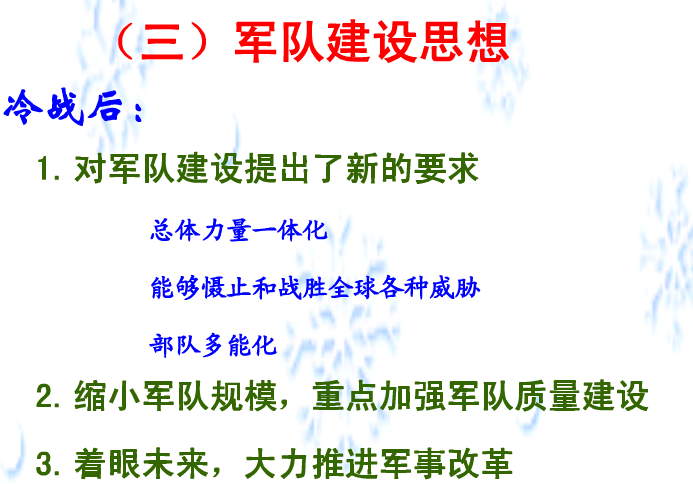 （三）军队建设思想
冷战后：
1. 对军队建设提出了新的要求
总体力量一体化
能够慑止和战胜全球各种威胁
部队多能化
2. 缩小军队规模，重点加强军队质量建设
3. 着眼未来，大力推进军事改革